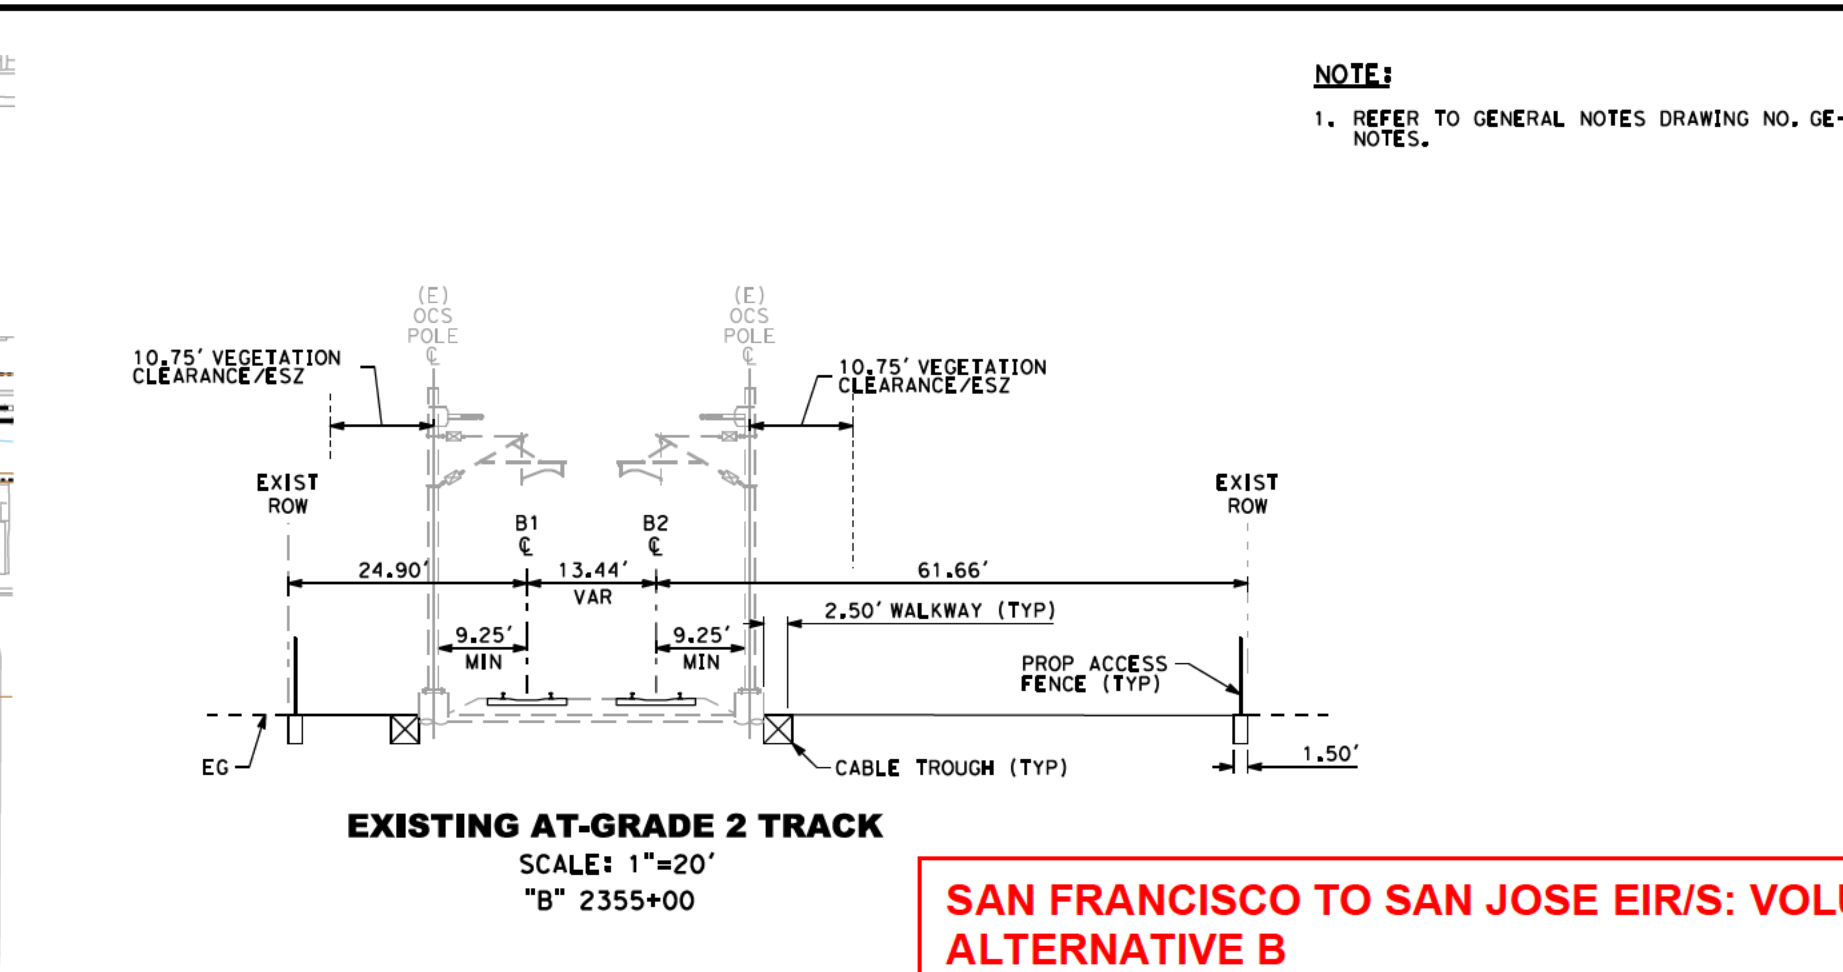 NOTE:
1. REFER TO GENERAL NOTES DRAWING NO. GE-
NOTES.
(E)
OCS
POLE
℄
(E)
OCS
POLE
℄
10.75' VEGETATION
CLEARANCE/ESZ
10.75' VEGETATION
CLEARANCE/ESZ
EXIST
ROW
EXIST
ROW
B1
℄
B2
℄
24.90'
13.44'
VAR
61.66'
2.50' WALKWAY (TYP)
9.25'
MIN
9.25'
MIN
PROP ACCESS
FENCE (TYP)
EG
CABLE TROUGH (TYP)
1.50'
EXISTING AT-GRADE 2 TRACK
SCALE: 1"=20'
"B" 2355+00
SAN FRANCISCO TO SAN JOSE EIR/S: VOLU
ALTERNATIVE B